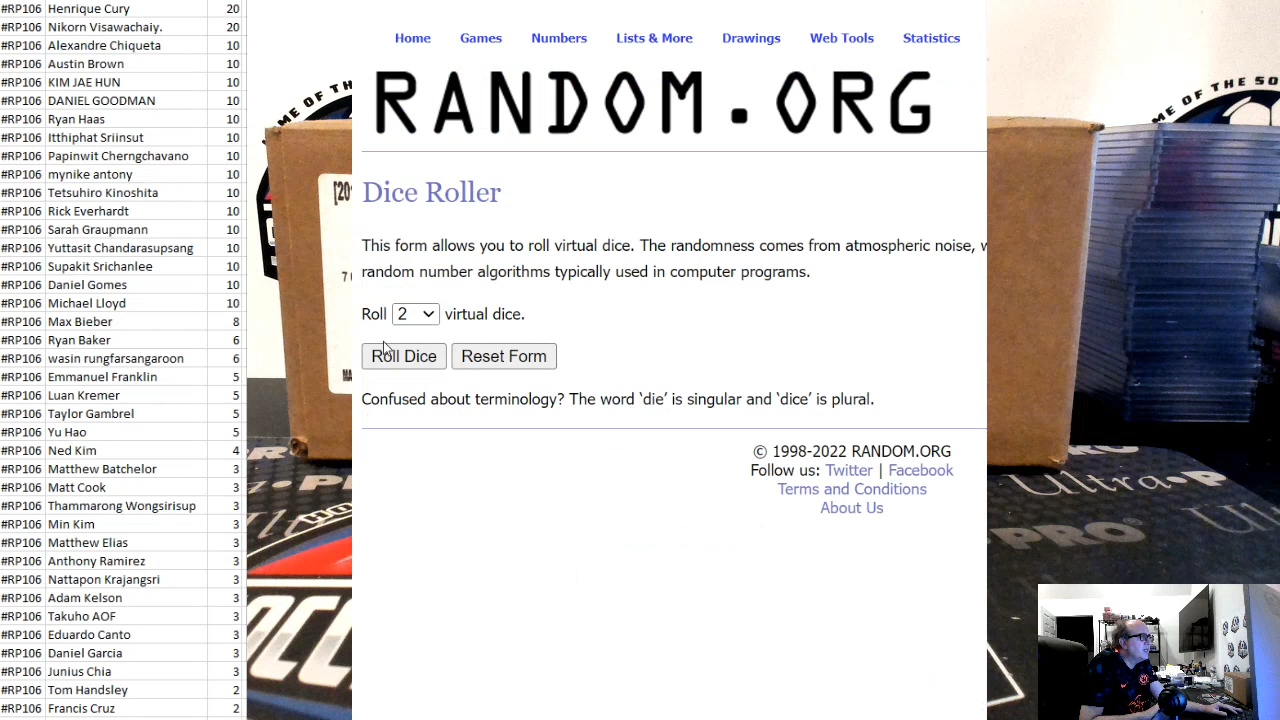 #RP106 Henrique Cury 20
#RP106 Nikorn Visawachaiy. 20
#RP106 Alexandre Chiqueta 10
#RP106 Austin Brown 10
#RP106 KIM JAE HUN 10
#RP106 DANIEL GOODMAN 10
#RP106 Ryan Haas 10
#RP106 Itthiphat Sriinsut 10
#RP106 Papinwit Cherngchavano 10
#RP106 mynike antony 10
#RP106 Tetsuhiro Kinoshita 10
#RP106 Rick Everhardt 10
#RP106 Sarah Graupmann 10
#RP106 Yuttasit Chandarasupsang 10
#RP106 Supakit Srichanlee 10
#RP106 Daniel Gomes 10
#RP106 Michael Lloyd 10
#RP106 Max Bieber 8
#RP106 Ryan Baker 6
#RP106 wasin rungfarsangaroon 6
#RP106 Emmanuel Franklin 5
#RP106 Luan Kremer 5
#RP106 Taylor Gambrel 5
#RP106 Yu Hao 5
#RP106 Ned Kim 4
#RP106 Matthew Batchelor 3
#RP106 Matt Cook 3
#RP106 Thammarong Wongsirisup 3
#RP106 Min Kim 3
#RP106 Matthew Elias 3
#RP106 Anthony Ramirez 3
#RP106 Nattapon Krajangsri 3
#RP106 Adam Kelson 3
#RP106 Takuho AOF 3
#RP106 Eduardo Canto 3
#RP106 Daniel Garcia 3
#RP106 Junius Chia 3
#RP106 Tom Handsley 2
#RP106 Francis Cruz 2
Home Games Numbers Lists & More Drawings Web Tools Statistics
RANDOM.ORG
Dice Roller
This form allows you to roll virtual dice. The randomness comes from atmospheric noise, w
random number algorithms typically used in computer programs.
Roll 2 virtual dice.
Roll Dice Reset Form
Confused about terminology? The word ‘die’ is singular and ‘dice’ is plural.
© 1998-2022 RANDOM.ORG
Follow us: Twitter | Facebook
Terms and Conditions
About Us
OME OF THE SO
Ultra PRO